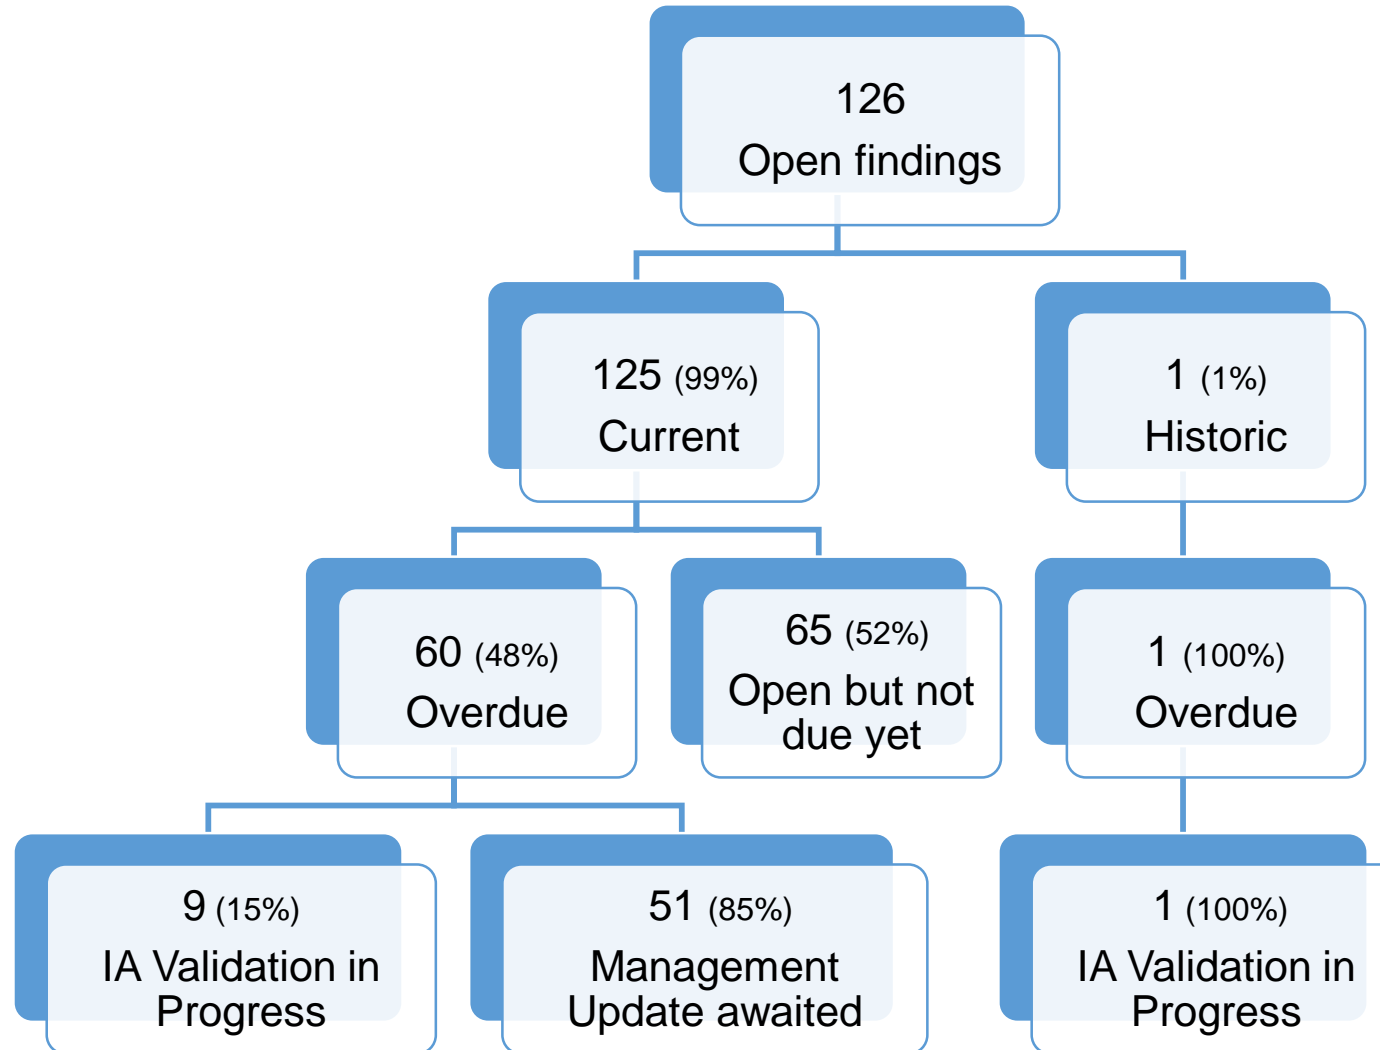 126
Open findings
125 (99%)
Current
1 (1%)
Historic
60 (48%)
Overdue
65 (52%)
Open but not
due yet
1 (100%)
Overdue
9 (15%)
IA Validation in
Progress
51 (85%)
Management
Update awaited
1 (100%)
IA Validation in
Progress